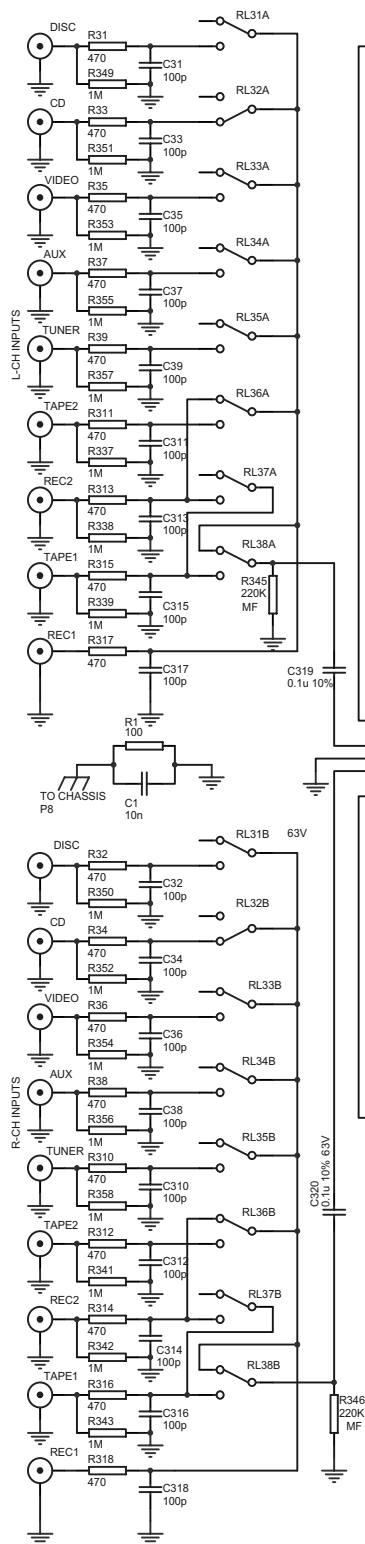 DISC
R31
470
R349
1M
C31
100p
RL31A
CD
R33
470
R351
1M
C33
100p
RL32A
VIDEO
R35
470
R353
1M
C35
100p
RL33A
AUX
R37
470
R355
1M
C37
100p
RL34A
L-CH INPUTS
TUNER
R39
470
R357
1M
C39
100p
RL35A
TAPE2
R311
470
R337
1M
C311
100p
RL36A
REC2
R313
470
R338
1M
C313
100p
RL37A
TAPE1
R315
470
R339
1M
C315
100p
RL38A
R345
220K
MF
REC1
R317
470
C317
100p
C319
0.1u 10%
R1
100
C1
10n
TO CHASSIS
P8
DISC
R32
470
R350
1M
C32
100p
RL31B
63V
CD
R34
470
R352
1M
C34
100p
RL32B
VIDEO
R36
470
R354
1M
C36
100p
RL33B
AUX
R38
470
R356
1M
C38
100p
RL34B
R-CH INPUTS
TUNER
R310
470
R358
1M
C310
100p
RL35B
C320
0.1u 10% 63V
TAPE2
R312
470
R341
1M
C312
100p
RL36B
REC2
R314
470
R342
1M
C314
100p
RL37B
TAPE1
R316
470
R343
1M
C316
100p
RL38B
R346
220K
MF
REC1
R318
470
C318
100p